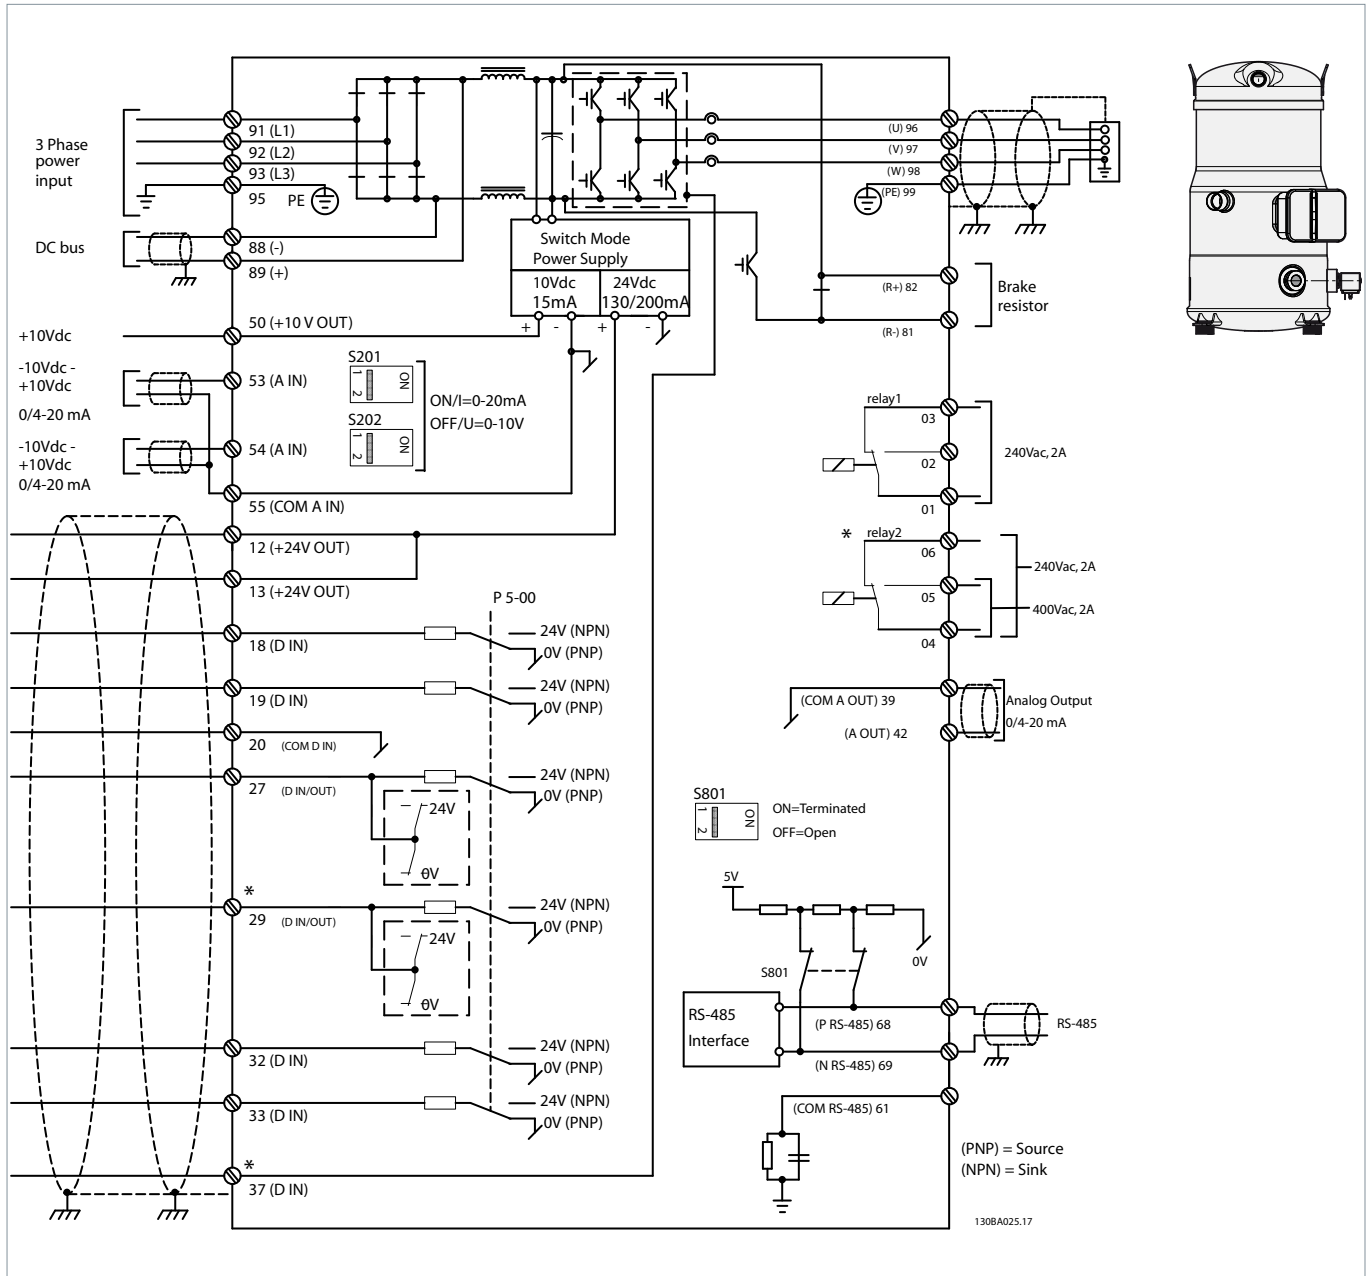 3 Phase
power
input
91 (L1)
92 (L2)
93 (L3)
95
PE
DC bus
88 (-)
89 (+)
+10Vdc
50 (+10 V OUT)
-10Vdc -
+10Vdc
0/4-20 mA
53 (A IN)
-10Vdc -
+10Vdc
0/4-20 mA
54 (A IN)
55 (COM A IN)
S201
1
2
ON
S202
1
2
ON
ON/I=0-20mA
OFF/U=0-10V
Switch Mode
Power Supply
10Vdc
15mA
24Vdc
130/200mA
+ - + -
12 (+24V OUT)
13 (+24V OUT)
P 5-00
18 (D IN)
24V (NPN)
0V (PNP)
19 (D IN)
24V (NPN)
0V (PNP)
20 (COM D IN)
27 (D IN/OUT)
24V (NPN)
0V (PNP)
24V
0V
*
29 (D IN/OUT)
24V (NPN)
0V (PNP)
24V
0V
32 (D IN)
24V (NPN)
0V (PNP)
33 (D IN)
24V (NPN)
0V (PNP)
*
37 (D IN)
(U) 96
(V) 97
(W) 98
(PE) 99
(R+) 82
(R-) 81
Brake
resistor
relay1
03
02
01
240Vac, 2A
* relay2
06
05
04
240Vac, 2A
400Vac, 2A
(COM A OUT) 39
(A OUT) 42
Analog Output
0/4-20 mA
S801
1
2
ON
ON=Terminated
OFF=Open
5V
0V
S801
RS-485
Interface
(P RS-485) 68
(N RS-485) 69
RS-485
(COM RS-485) 61
(PNP) = Source
(NPN) = Sink
130BA025.17